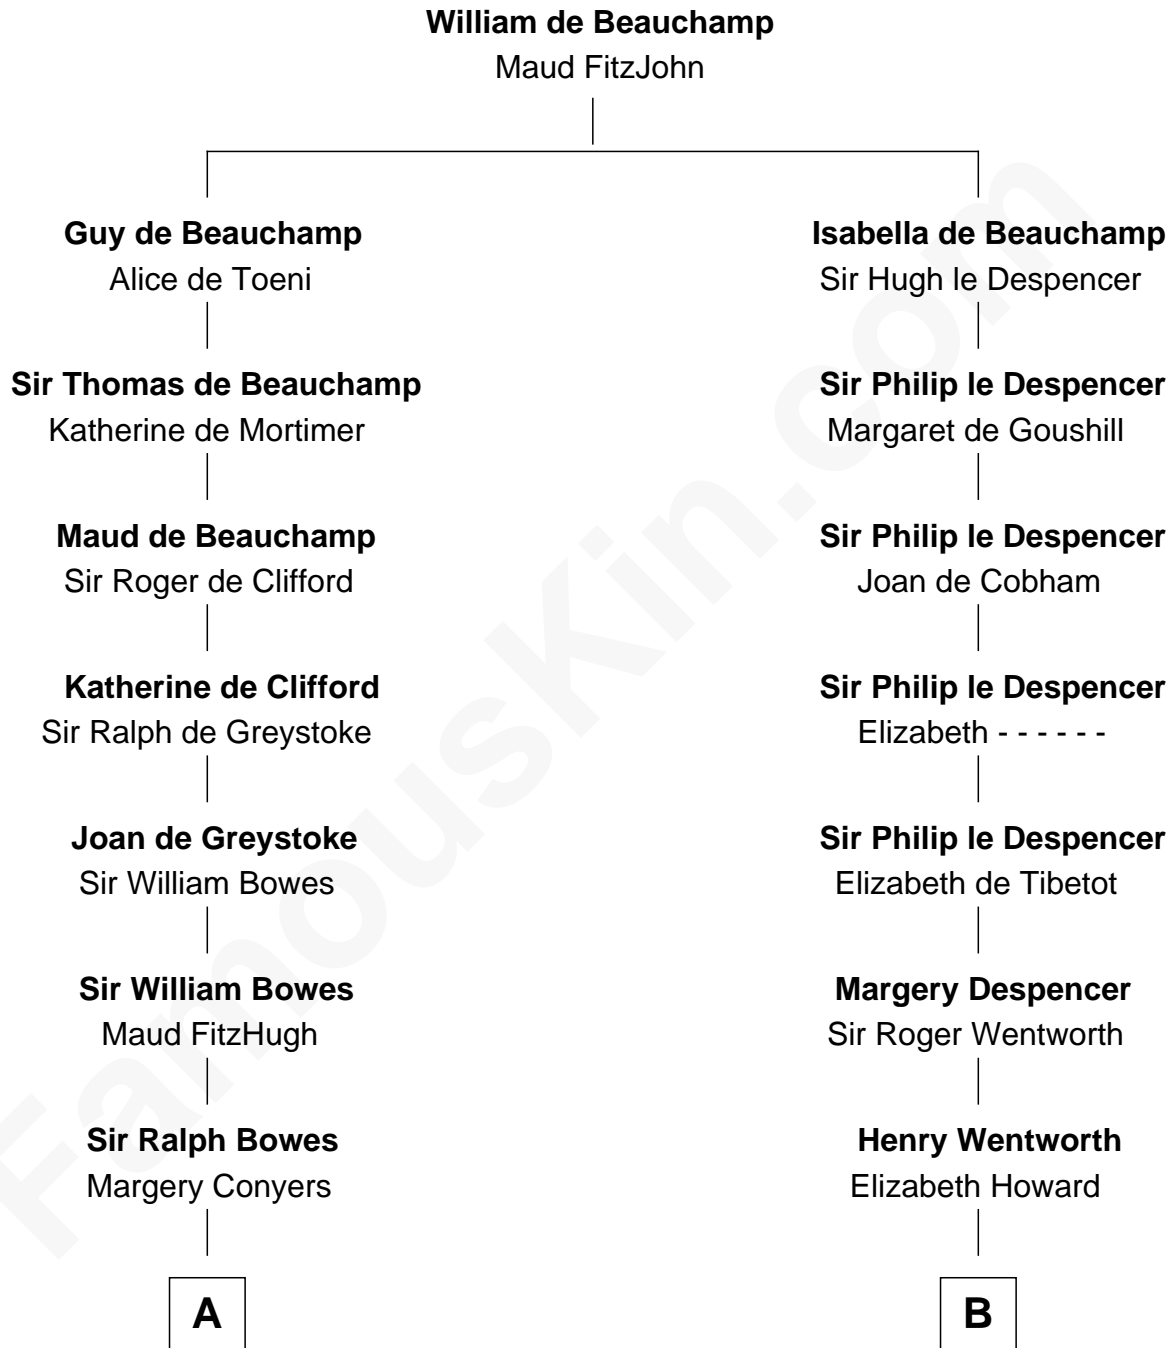 William de Beauchamp
Maud FitzJohn
Guy de Beauchamp
Alice de Toeni
Isabella de Beauchamp
Sir Hugh le Despencer
Sir Thomas de Beauchamp
Katherine de Mortimer
Sir Philip le Despencer
Margaret de Goushill
Maud de Beauchamp
Sir Roger de Clifford
Sir Philip le Despencer
Joan de Cobham
Katherine de Clifford
Sir Ralph de Greystoke
Sir Philip le Despencer
Elizabeth - - - - - -
Joan de Greystoke
Sir William Bowes
Sir Philip le Despencer
Elizabeth de Tibetot
Sir William Bowes
Maud FitzHugh
Margery Despencer
Sir Roger Wentworth
Sir Ralph Bowes
Margery Conyers
Henry Wentworth
Elizabeth Howard
A
B
FamousKin.com